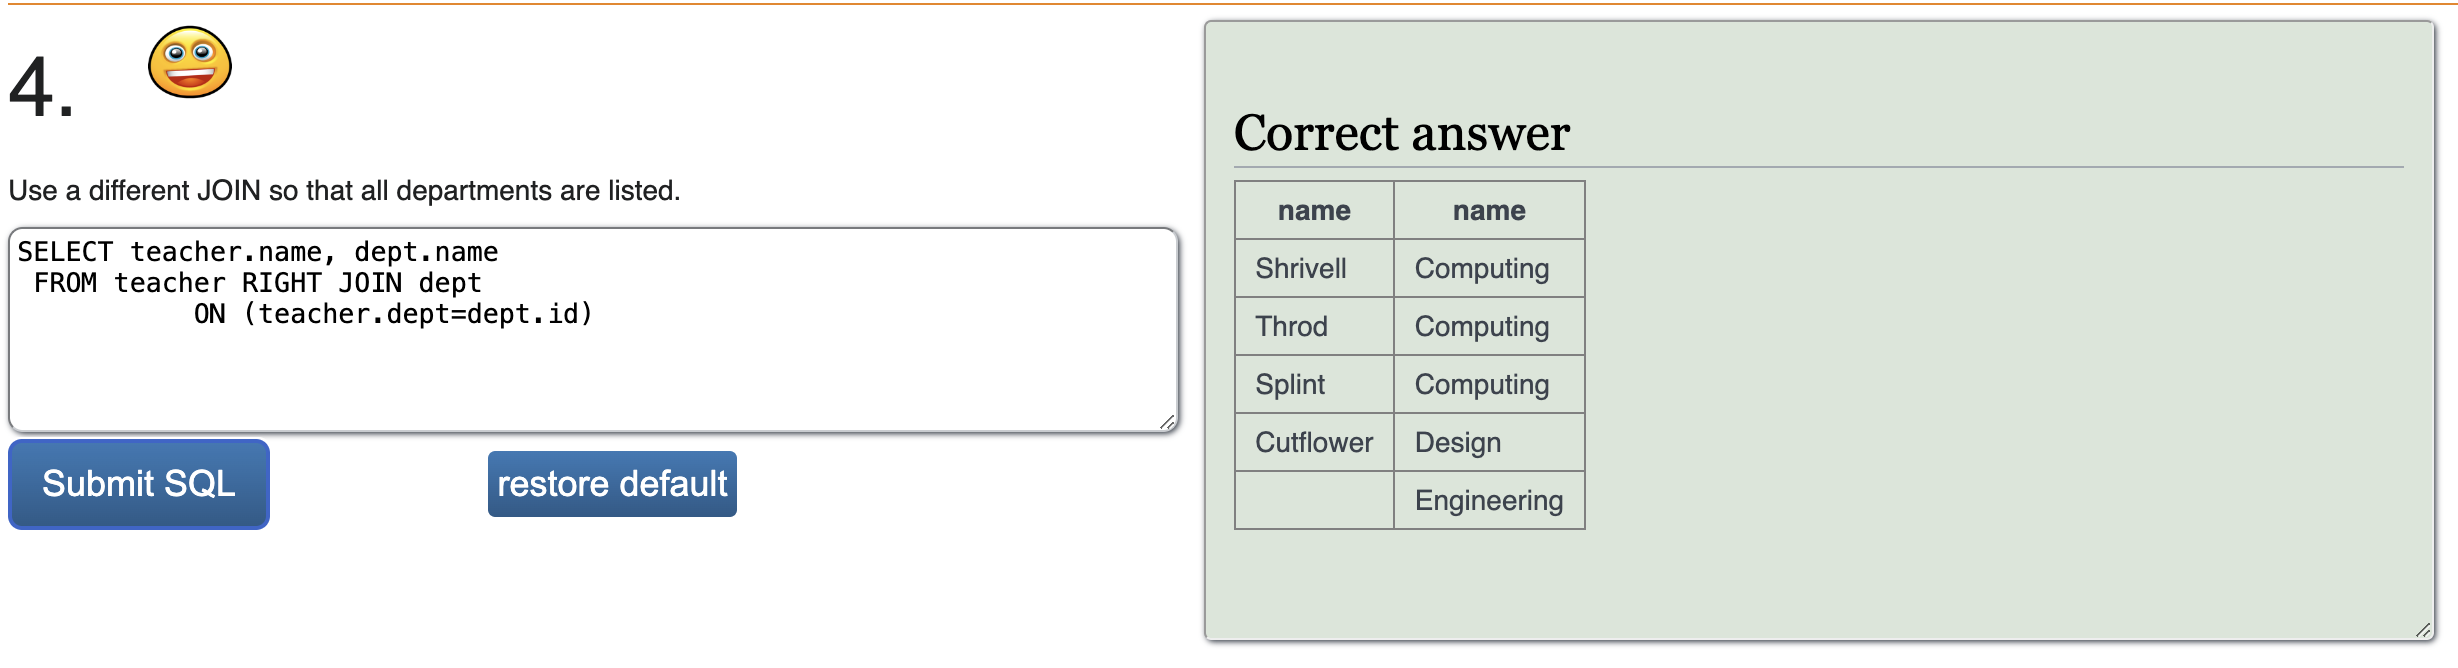 4.
Use a different JOIN so that all departments are listed.
SELECT teacher.name, dept.name
FROM teacher RIGHT JOIN dept
ON (teacher.dept=dept.id)
Submit SQL
restore default
Correct answer
name name
Shrivell Computing
Throd Computing
Splint Computing
Cutflower Design
Engineering